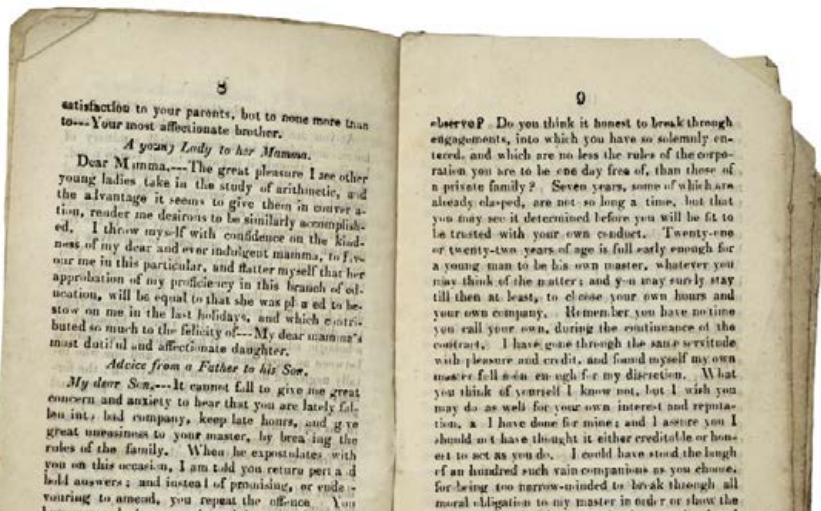 8
satisfaction to your parents, but to none more than
to---Your most affectionate brother.
A young Lady to her Mamma.
Dear M mma,---The great pleasure I see other
young ladies take in the study of arithmetic, a d
the advantage it seems to give them in conver a-
tion, render me desirous to be similarly accomplish-
ed. I throw myself with confidence on the kind-
ness of my dear and ever indulgent mamma, to fav-
our me in this particular, and flatter myself that her
approbation of my proficiency in this branch of ed-
ucation, will be equal to that she was pl a ed to be-
stow on me in the last holidays, and which contri-
buted so much to the felicity of---My dear mamma's
most dutiful and affectionate daughter.
Advice from a Father to his Son.
My dear Son,---It cannot fall to give me great
concern and anxiety to hear that you are lately fal-
len into bad company, keep late hours, and give
great uneasiness to your master, by brea ing the
rules of the family. When he expostulates with
you on this occasion, I am told you return pert a d
bold answers; and instead of promising, or ende -
vouring to amend, you repeat the offence. You
9
observe? Do you think it honest to break through
engagements, into which you have so solemnly en-
tered, and which are no less the rules of the corpo-
ration you are to be one day free of, than those of
a private family? Seven years, some of which are
already elapsed, are not so long a time, but that
you may see it determined before you will be fit to
be trusted with your own conduct. Twenty-one
or twenty-two years of age is full early enough for
a young man to be his own master, whatever you
may think of the matter; and you may surely stay
till then at least, to choose your own hours and
your own company. Remember you have no time
you call your own, during the continuance of the
contract. I have gone through the same servitude
with pleasure and credit, and found myself my own
master full soon en ugh for my discretion. What
you think of yourself I know not, but I wish you
may do as well for your own interest and reputa-
tion, a I have done for mine; and I assure you I
should not have thought it either creditable or hon-
est to act as you do. I could have stood the laugh
of an hundred such vain companions as you choose,
for being too narrow-minded to break through all
moral obligation to my master in order or show the